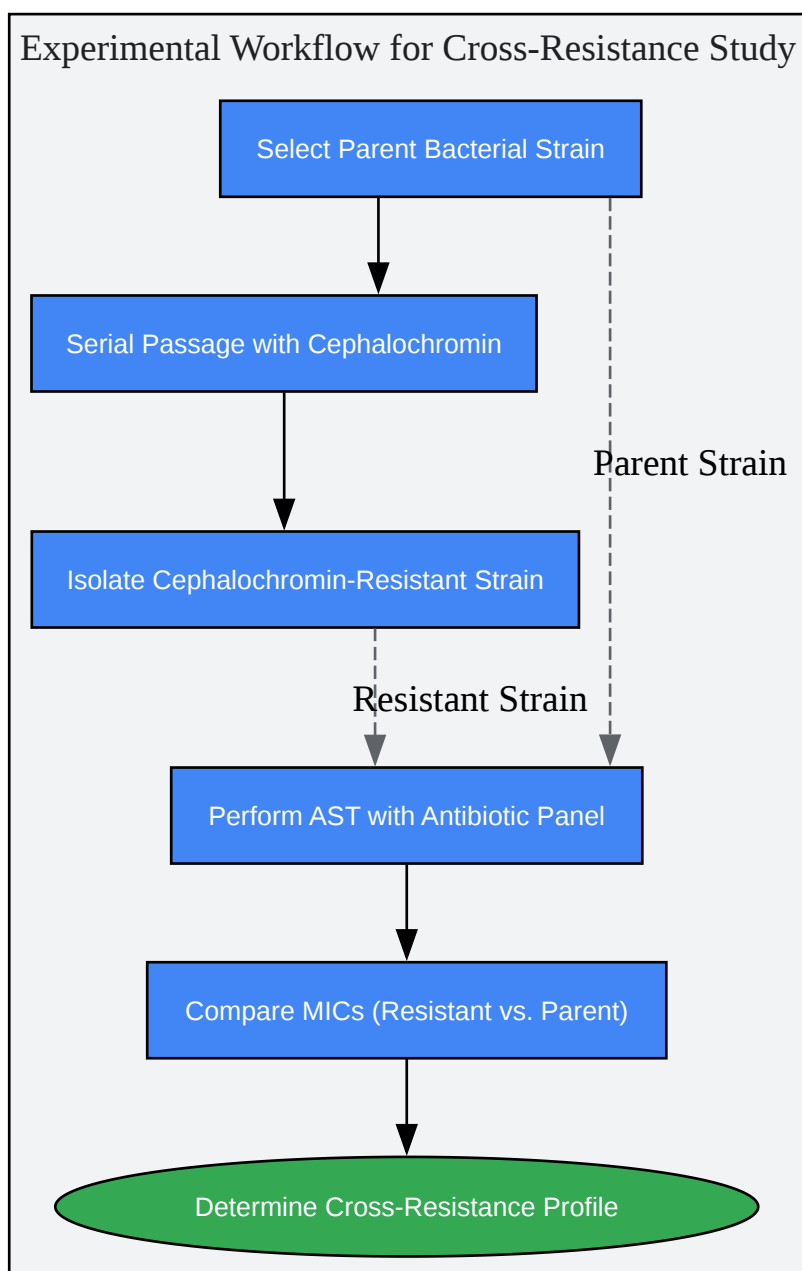 Experimental Workflow for Cross-Resistance Study
Select Parent Bacterial Strain
Serial Passage with Cephalochromin
Parent Strain
Isolate Cephalochromin-Resistant Strain
Resistant Strain
Perform AST with Antibiotic Panel
Compare MICs (Resistant vs. Parent)
Determine Cross-Resistance Profile